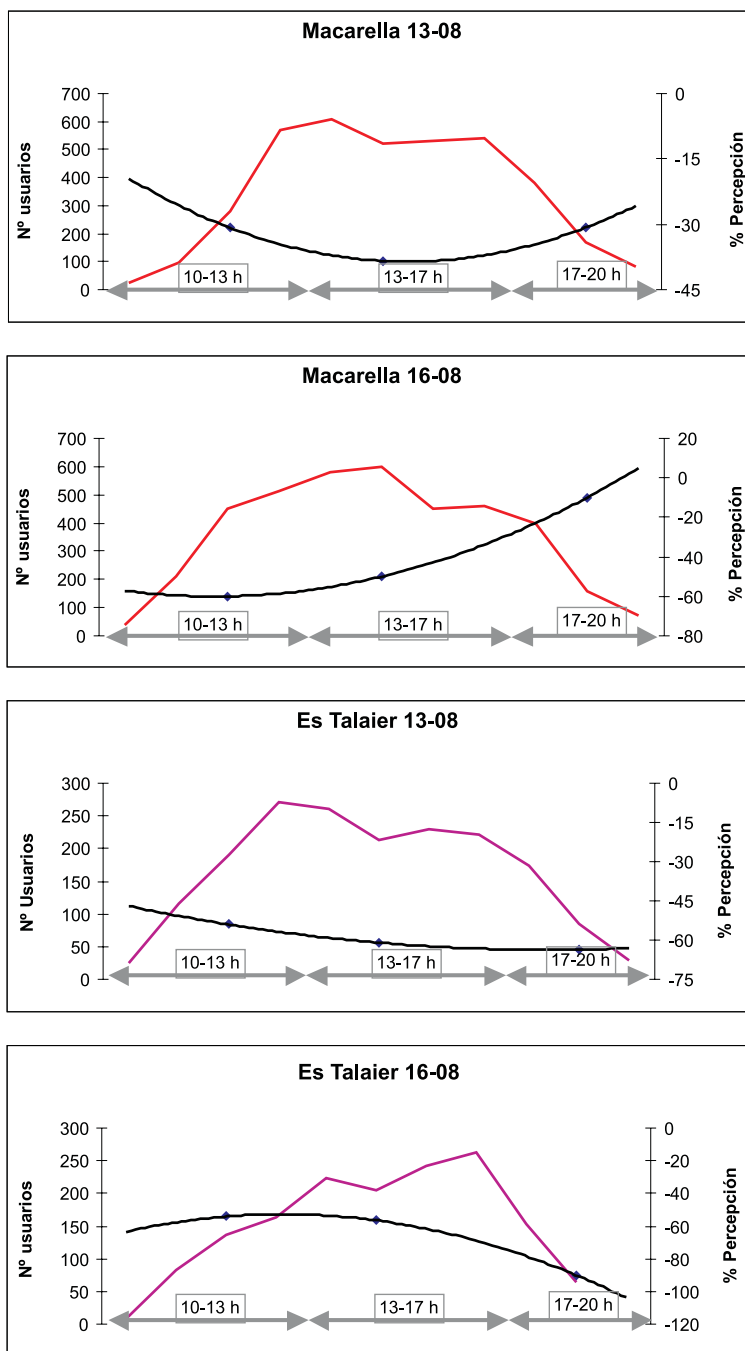 Macarella 13-08
700
600
500
400
300
200
100
0
Nº usuarios
0
-15
-30
-45
% Percepción
10-13 h
13-17 h
17-20 h
Macarella 16-08
700
600
500
400
300
200
100
0
Nº usuarios
20
0
-20
-40
-60
-80
% Percepción
10-13 h
13-17 h
17-20 h
Es Talaier 13-08
300
250
200
150
100
50
0
Nº Usuarios
0
-15
-30
-45
-60
-75
% Percepción
10-13 h
13-17 h
17-20 h
Es Talaier 16-08
300
250
200
150
100
50
0
Nº usuarios
0
-20
-40
-60
-80
-100
-120
% Percepción
10-13 h
13-17 h
17-20 h